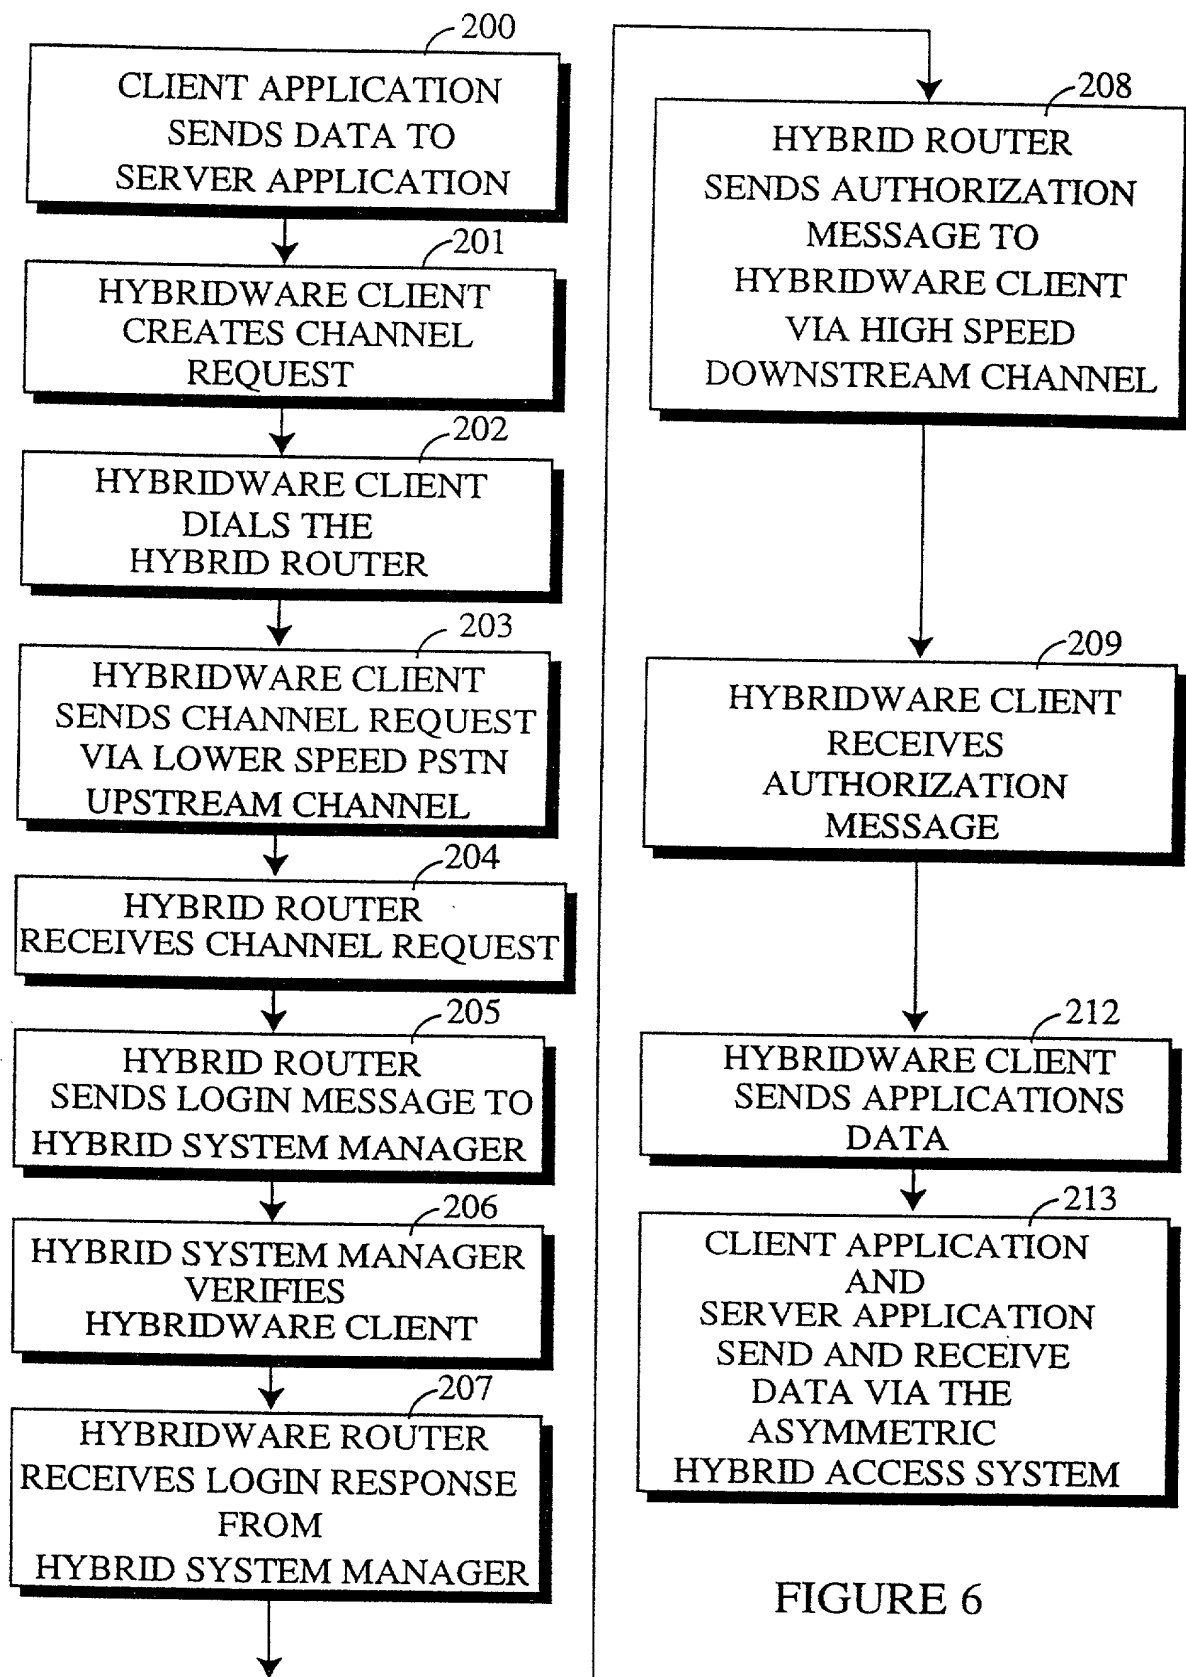 200
CLIENT APPLICATION
SENDS DATA TO
SERVER APPLICATION
201
HYBRIDWARE CLIENT
CREATES CHANNEL
REQUEST
202
HYBRIDWARE CLIENT
DIALS THE
HYBRID ROUTER
203
HYBRIDWARE CLIENT
SENDS CHANNEL REQUEST
VIA LOWER SPEED PSTN
UPSTREAM CHANNEL
204
HYBRID ROUTER
RECEIVES CHANNEL REQUEST
205
HYBRID ROUTER
SENDS LOGIN MESSAGE TO
HYBRID SYSTEM MANAGER
206
HYBRID SYSTEM MANAGER
VERIFIES
HYBRIDWARE CLIENT
207
HYBRIDWARE ROUTER
RECEIVES LOGIN RESPONSE
FROM
HYBRID SYSTEM MANAGER
208
HYBRID ROUTER
SENDS AUTHORIZATION
MESSAGE TO
HYBRIDWARE CLIENT
VIA HIGH SPEED
DOWNSTREAM CHANNEL
209
HYBRIDWARE CLIENT
RECEIVES
AUTHORIZATION
MESSAGE
212
HYBRIDWARE CLIENT
SENDS APPLICATIONS
DATA
213
CLIENT APPLICATION
AND
SERVER APPLICATION
SEND AND RECEIVE
DATA VIA THE
ASYMMETRIC
HYBRID ACCESS SYSTEM
FIGURE 6